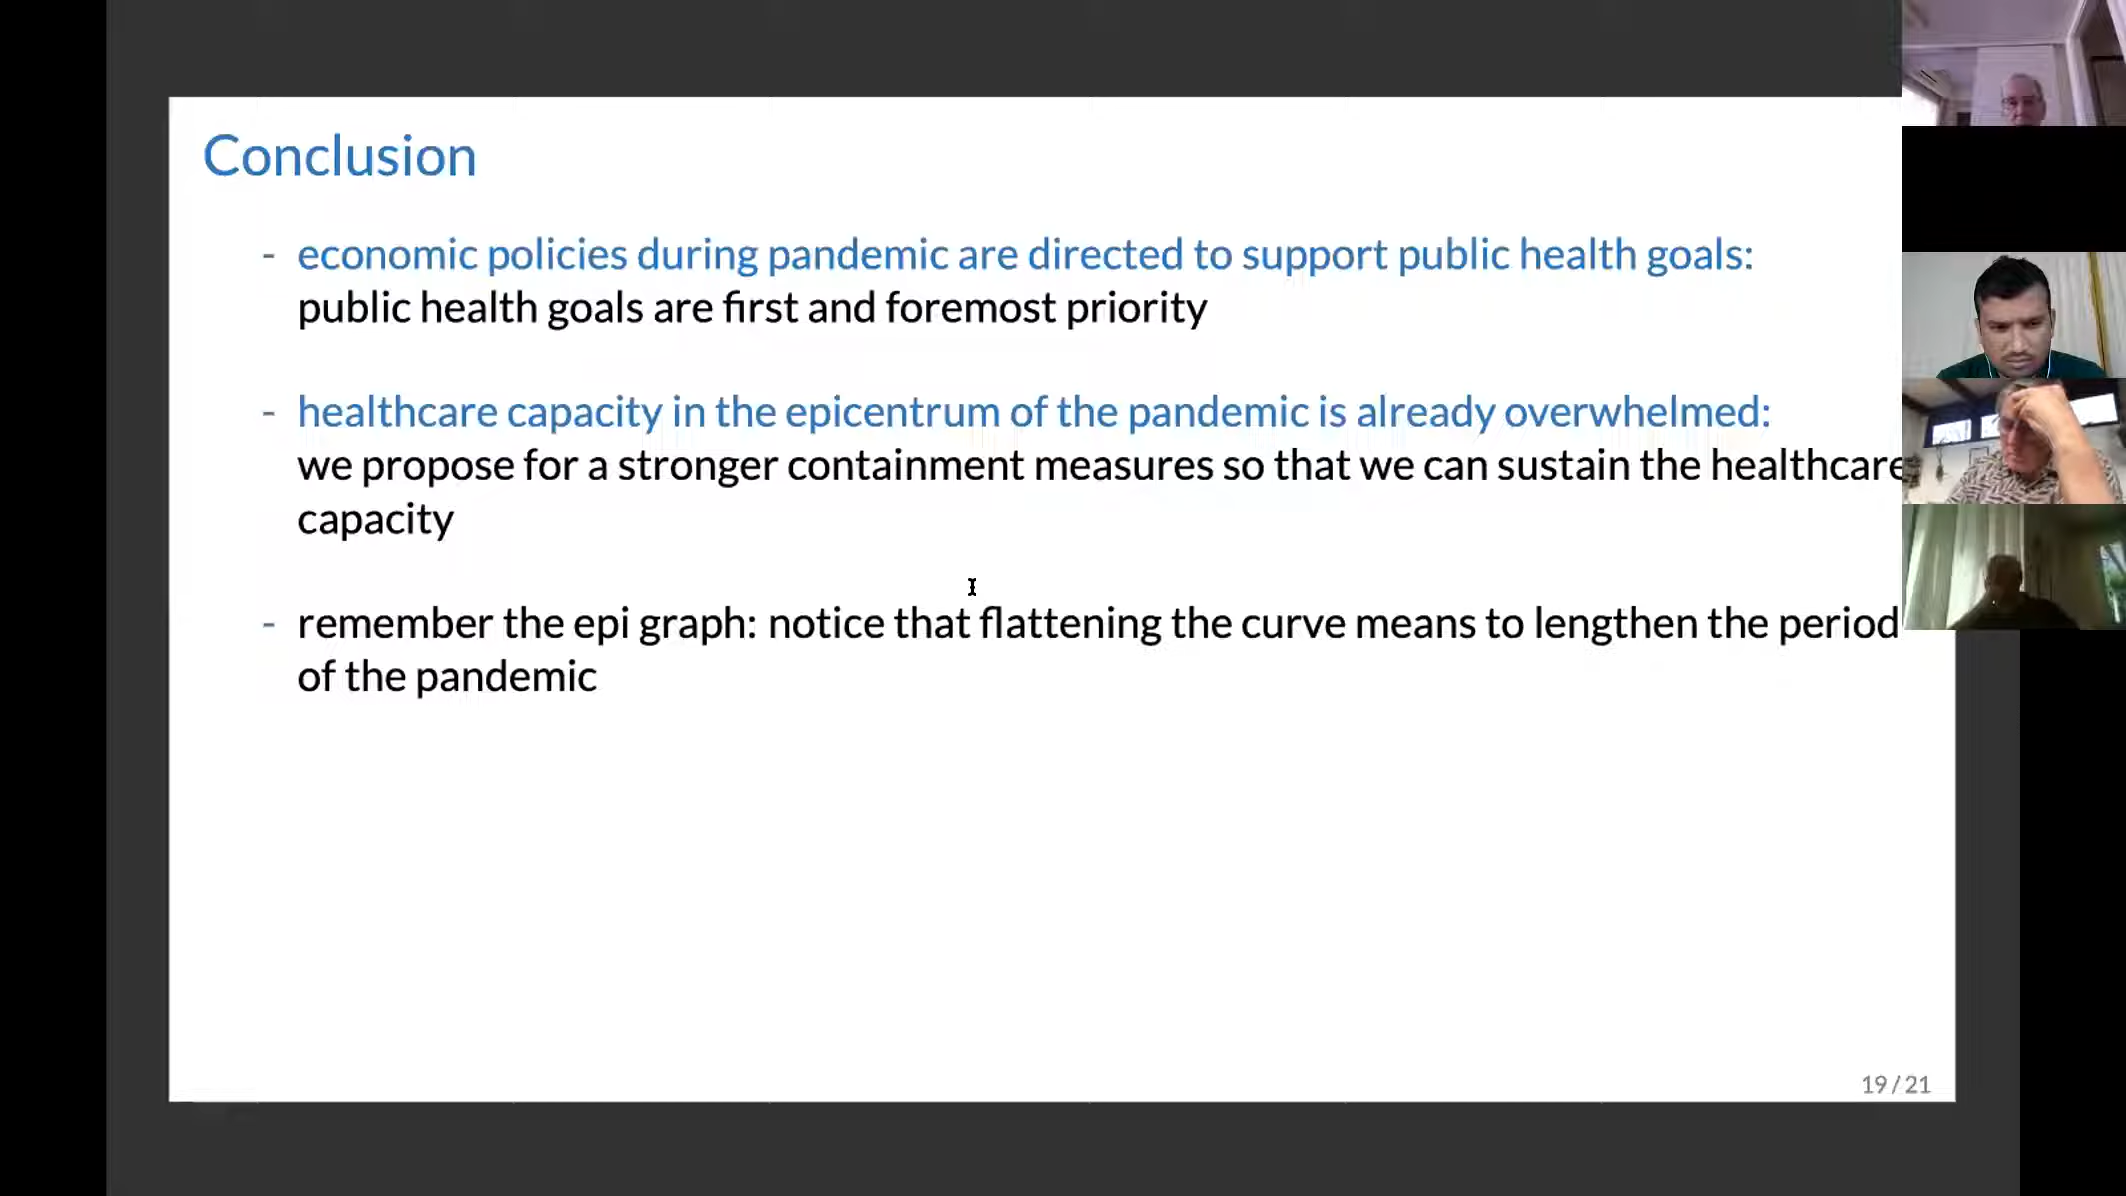 Conclusion
- economic policies during pandemic are directed to support public health goals:
public health goals are first and foremost priority
- healthcare capacity in the epicentrum of the pandemic is already overwhelmed:
we propose for a stronger containment measures so that we can sustain the healthcare
capacity
- remember the epi graph: notice that flattening the curve means to lengthen the period
of the pandemic
19 / 21